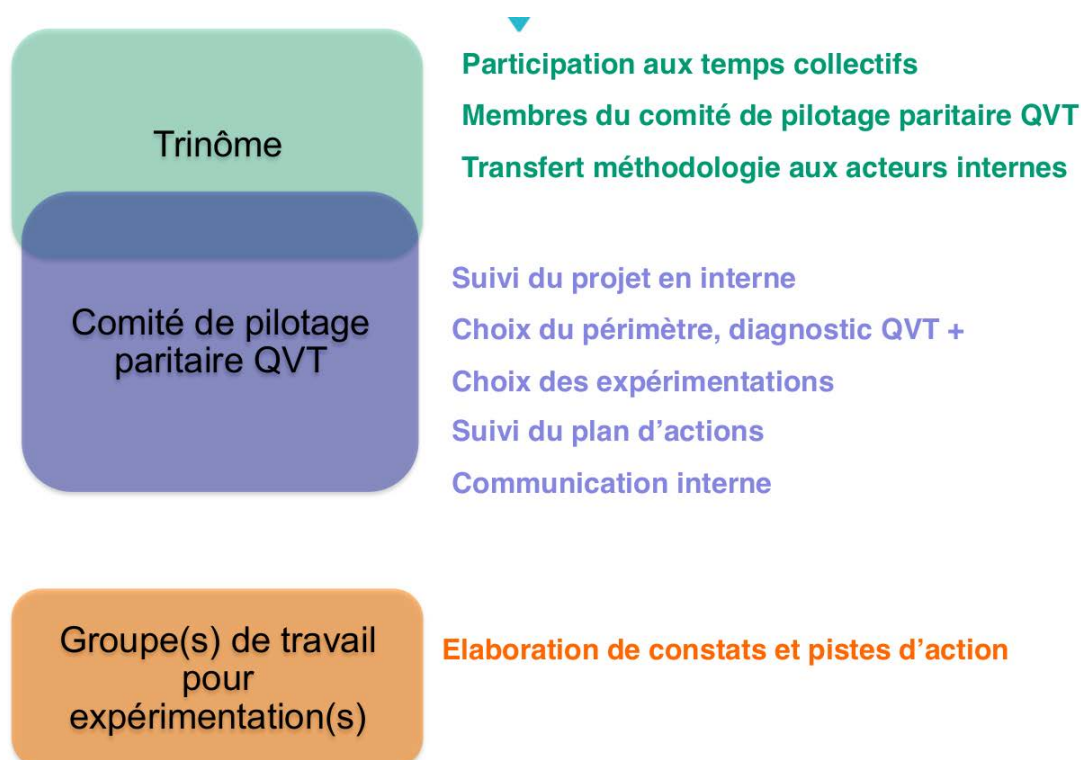 Trinôme
Participation aux temps collectifs
Membres du comité de pilotage paritaire QVT
Transfert méthodologie aux acteurs internes
Comité de pilotage
paritaire QVT
Suivi du projet en interne
Choix du périmètre, diagnostic QVT +
Choix des expérimentations
Suivi du plan d’actions
Communication interne
Groupe(s) de travail
pour
expérimentation(s)
Elaboration de constats et pistes d’action